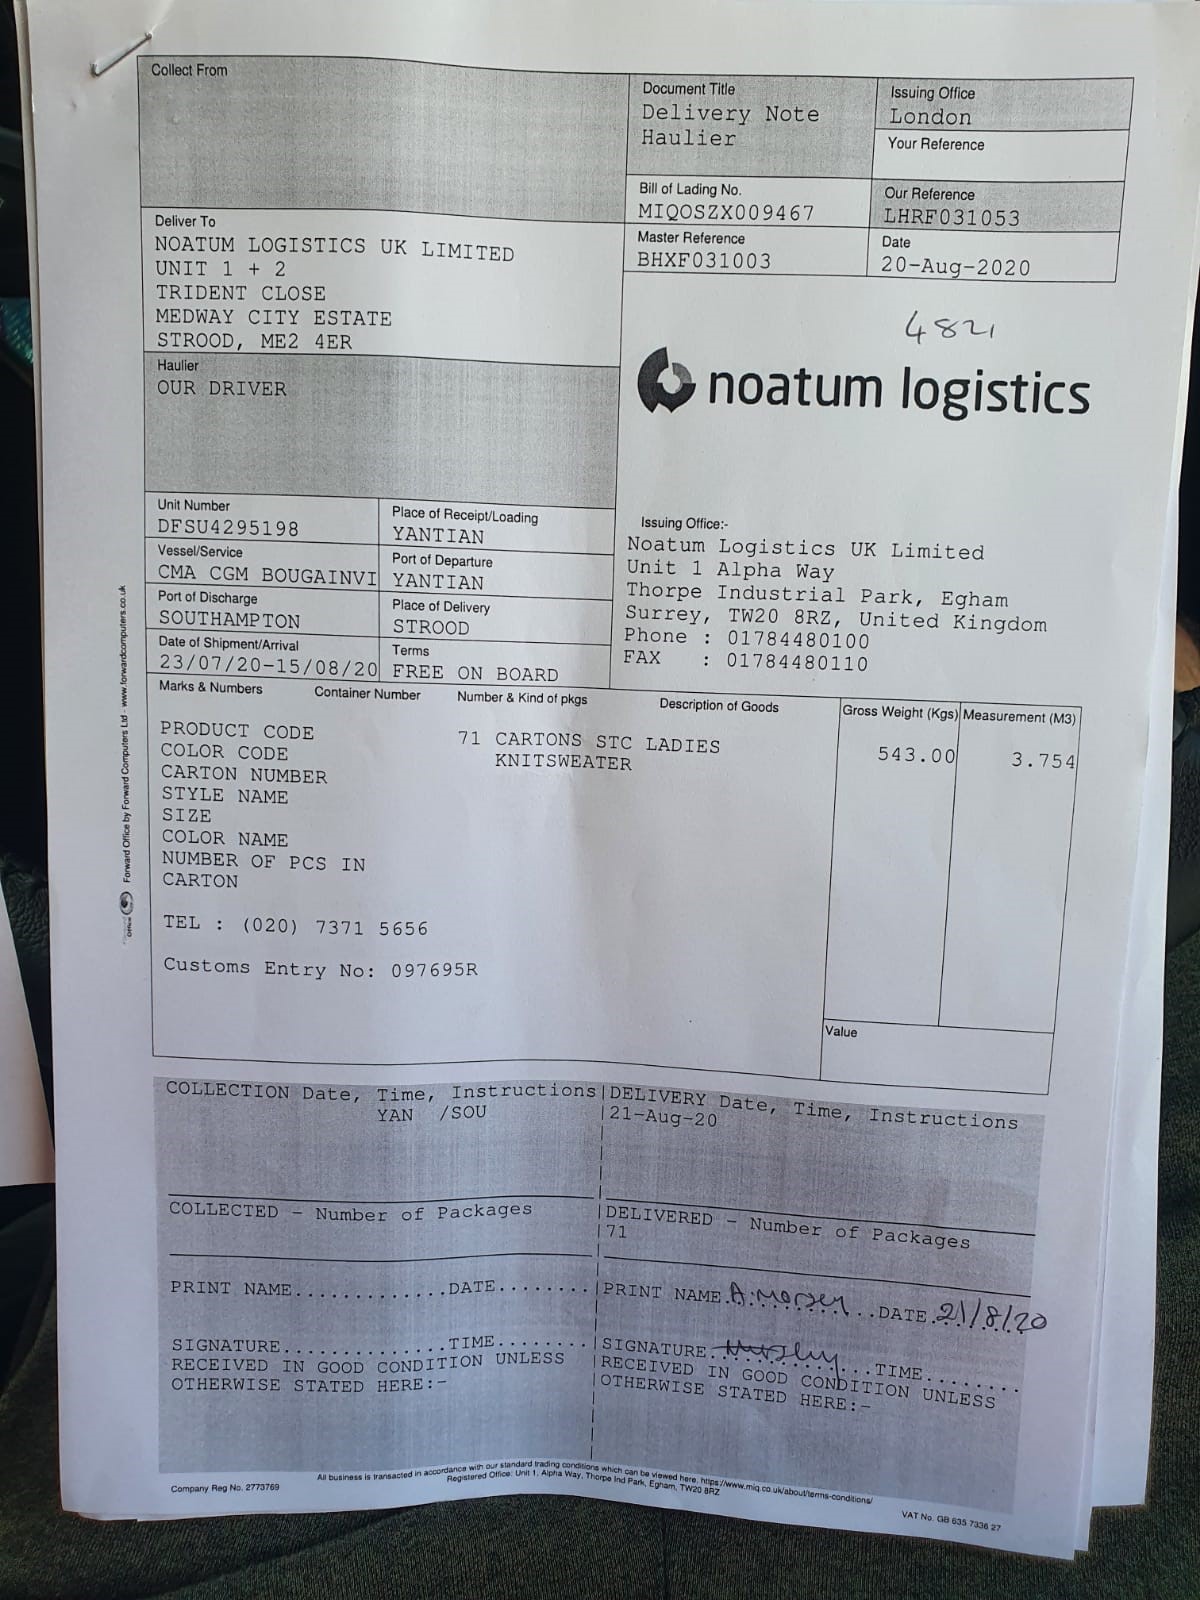 Collect From
Document Title
Delivery Note
Haulier
Issuing Office
London
Your Reference
Bill of Lading No.
MIQOSZX009467
Our Reference
LHRF031053
Master Reference
BHXF031003
Date
20-Aug-2020
Deliver To
NOATUM LOGISTICS UK LIMITED
UNIT 1 + 2
TRIDENT CLOSE
MEDWAY CITY ESTATE
STROOD, ME2 4ER
4821
noatum logistics
Haulier
OUR DRIVER
Unit Number
DFSU4295198
Place of Receipt/Loading
YANTIAN
Vessel/Service
CMA CGM BOUGAINVI
Port of Departure
YANTIAN
Port of Discharge
SOUTHAMPTON
Place of Delivery
STROOD
Date of Shipment/Arrival
23/07/20-15/08/20
Terms
FREE ON BOARD
Issuing Office:-
Noatum Logistics UK Limited
Unit 1 Alpha Way
Thorpe Industrial Park, Egham
Surrey, TW20 8RZ, United Kingdom
Phone : 01784480100
FAX : 01784480110
Marks & Numbers Container Number Number & Kind of pkgs Description of Goods Gross Weight (Kgs) Measurement (M3)
PRODUCT CODE
COLOR CODE
CARTON NUMBER
STYLE NAME
SIZE
COLOR NAME
NUMBER OF PCS IN
CARTON
71 CARTONS STC LADIES
KNITSWEATER
543.00
3.754
TEL : (020) 7371 5656
Customs Entry No: 097695R
Value
Forward Office by Forward Computers Ltd - www.forwardcomputers.co.uk
COLLECTION Date, Time, Instructions
YAN /SOU
DELIVERY Date, Time, Instructions
21-Aug-20
COLLECTED - Number of Packages
DELIVERED - Number of Packages
71
PRINT NAME.............DATE........
PRINT NAME.............DATE 21/8/20
SIGNATURE..............TIME........
SIGNATURE..............TIME........
RECEIVED IN GOOD CONDITION UNLESS
OTHERWISE STATED HERE:-
RECEIVED IN GOOD CONDITION UNLESS
OTHERWISE STATED HERE:-
All business is transacted in accordance with our standard trading conditions which can be viewed here. https://www.miq.co.uk/about/terms-conditions/
Registered Office: Unit 1, Alpha Way, Thorpe Ind Park, Egham, TW20 8RZ
Company Reg No. 2773769
VAT No. GB 635 7336 27